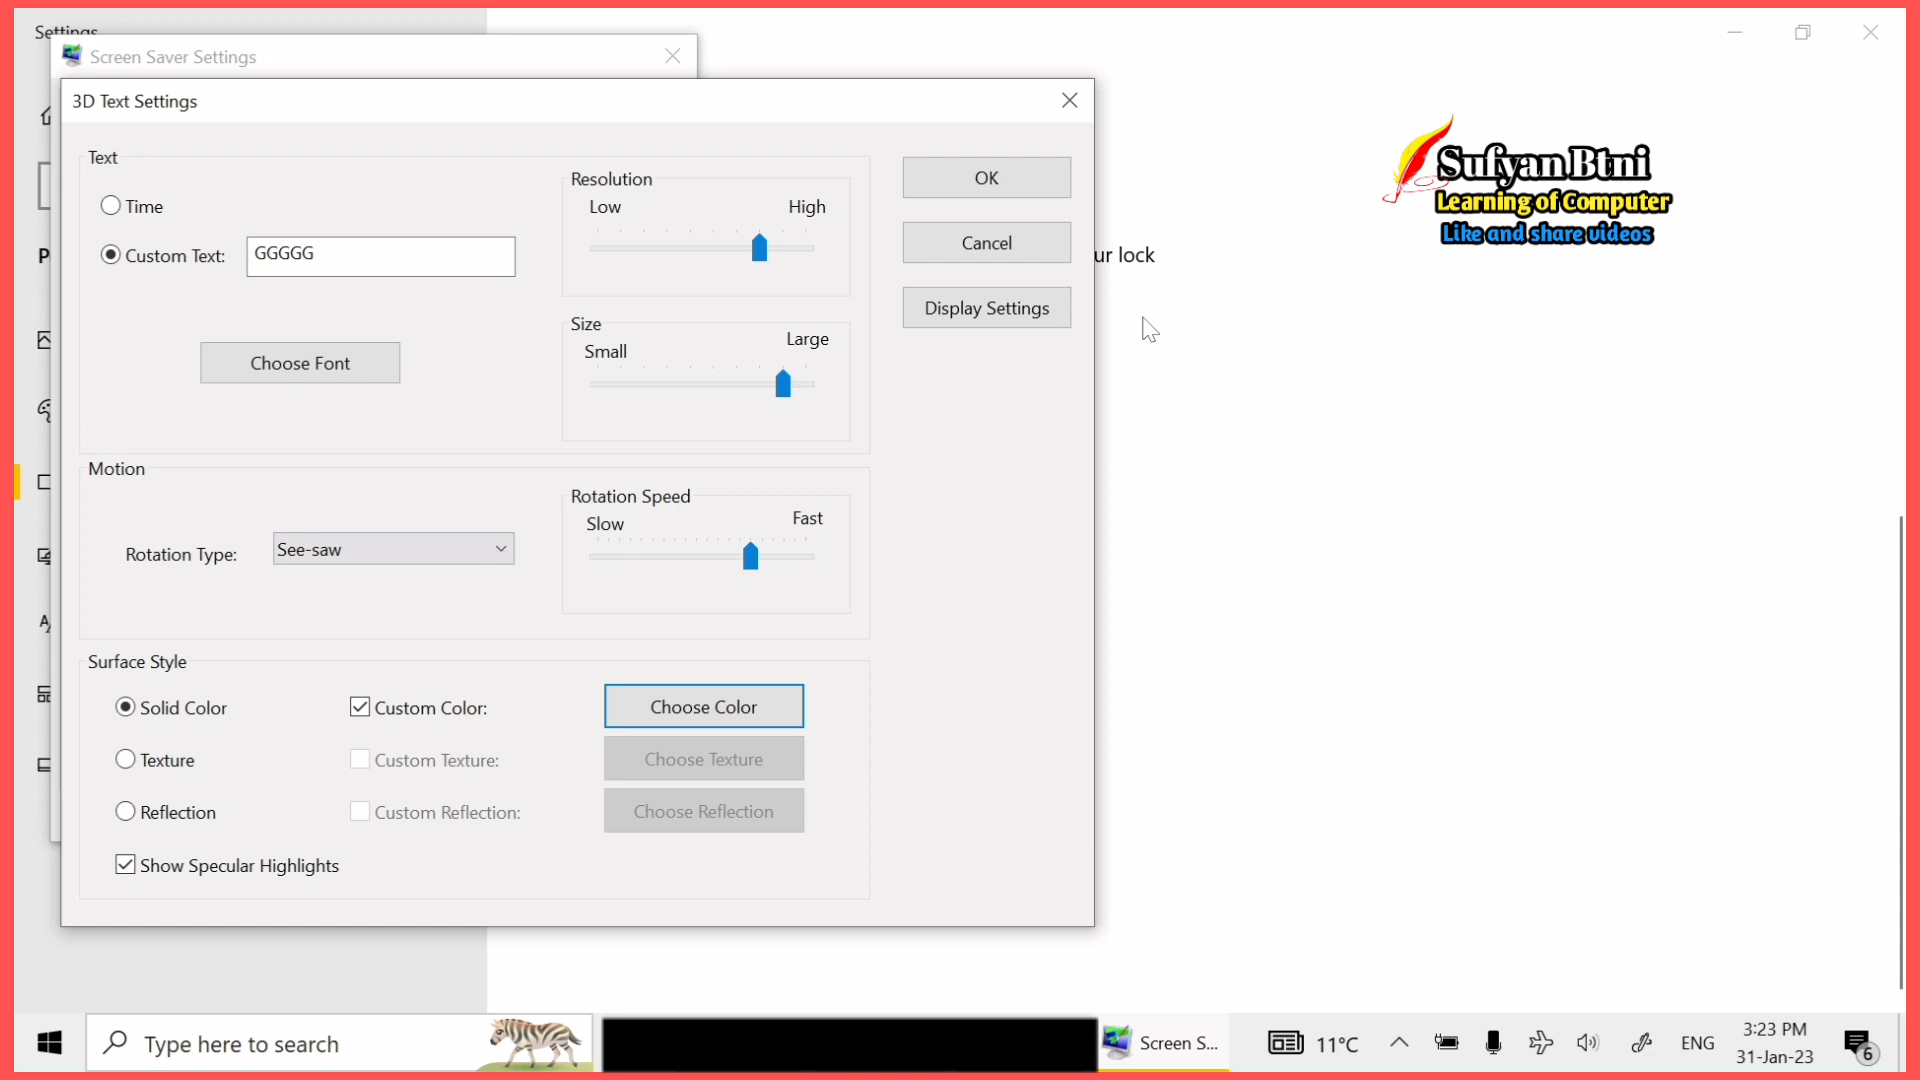 Settings
Screen Saver Settings
3D Text Settings
Text
Time
Custom Text: GGGGG
Choose Font
Resolution
Low High
Size
Small Large
OK
Cancel
Display Settings
ur lock
Sufyan Btni
Learning of Computer
Like and share videos
Motion
Rotation Type: See-saw
Rotation Speed
Slow Fast
Surface Style
Solid Color Custom Color: Choose Color
Texture Custom Texture: Choose Texture
Reflection Custom Reflection: Choose Reflection
Show Specular Highlights
Type here to search
Screen S...
11°C
ENG
3:23 PM
31-Jan-23
6